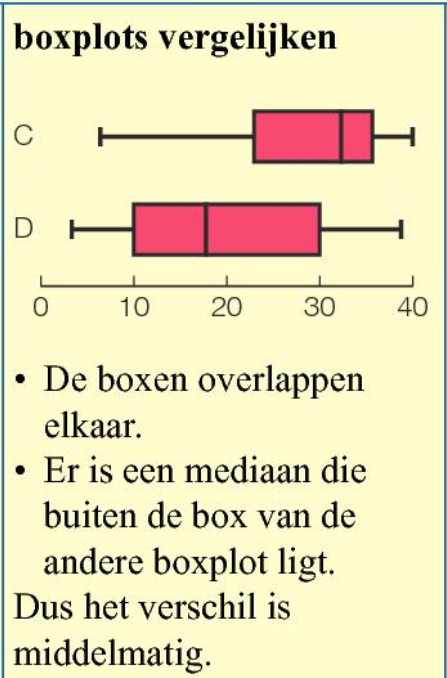 boxplots vergelijken
C
D
0 10 20 30 40
• De boxen overlappen
elkaar.
• Er is een mediaan die
buiten de box van de
andere boxplot ligt.
Dus het verschil is
middelmatig.